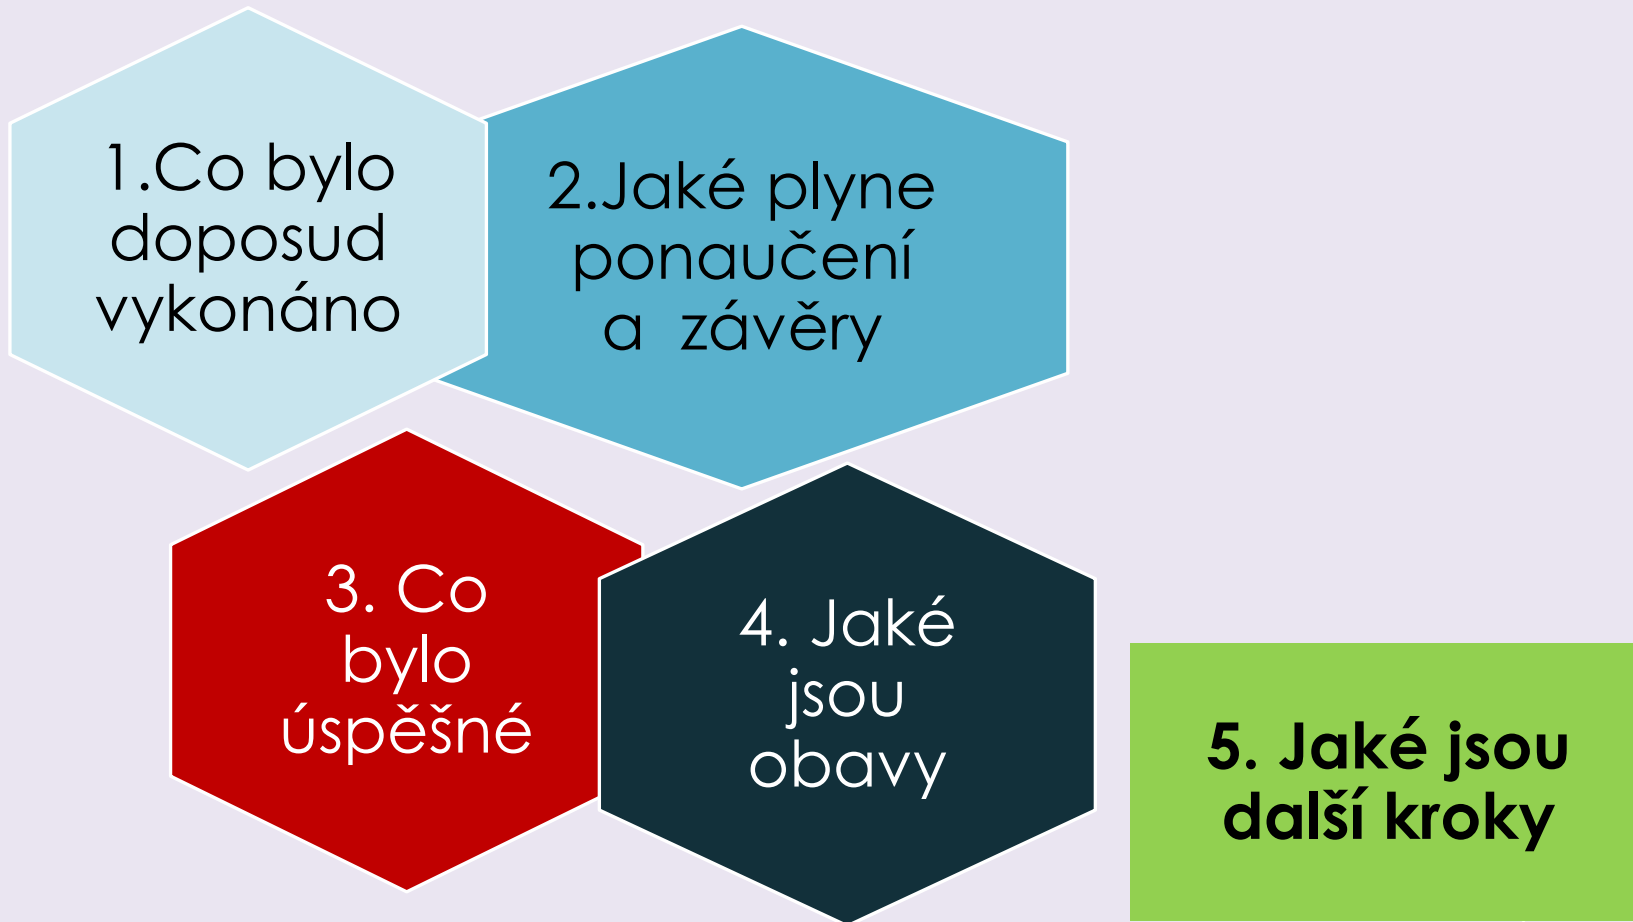 1.Co bylo
doposud
vykonáno
2.Jaké plyne
ponaučení
a  závěry
3. Co
bylo
úspěšné
4. Jaké
jsou
obavy
5. Jaké jsou
další kroky